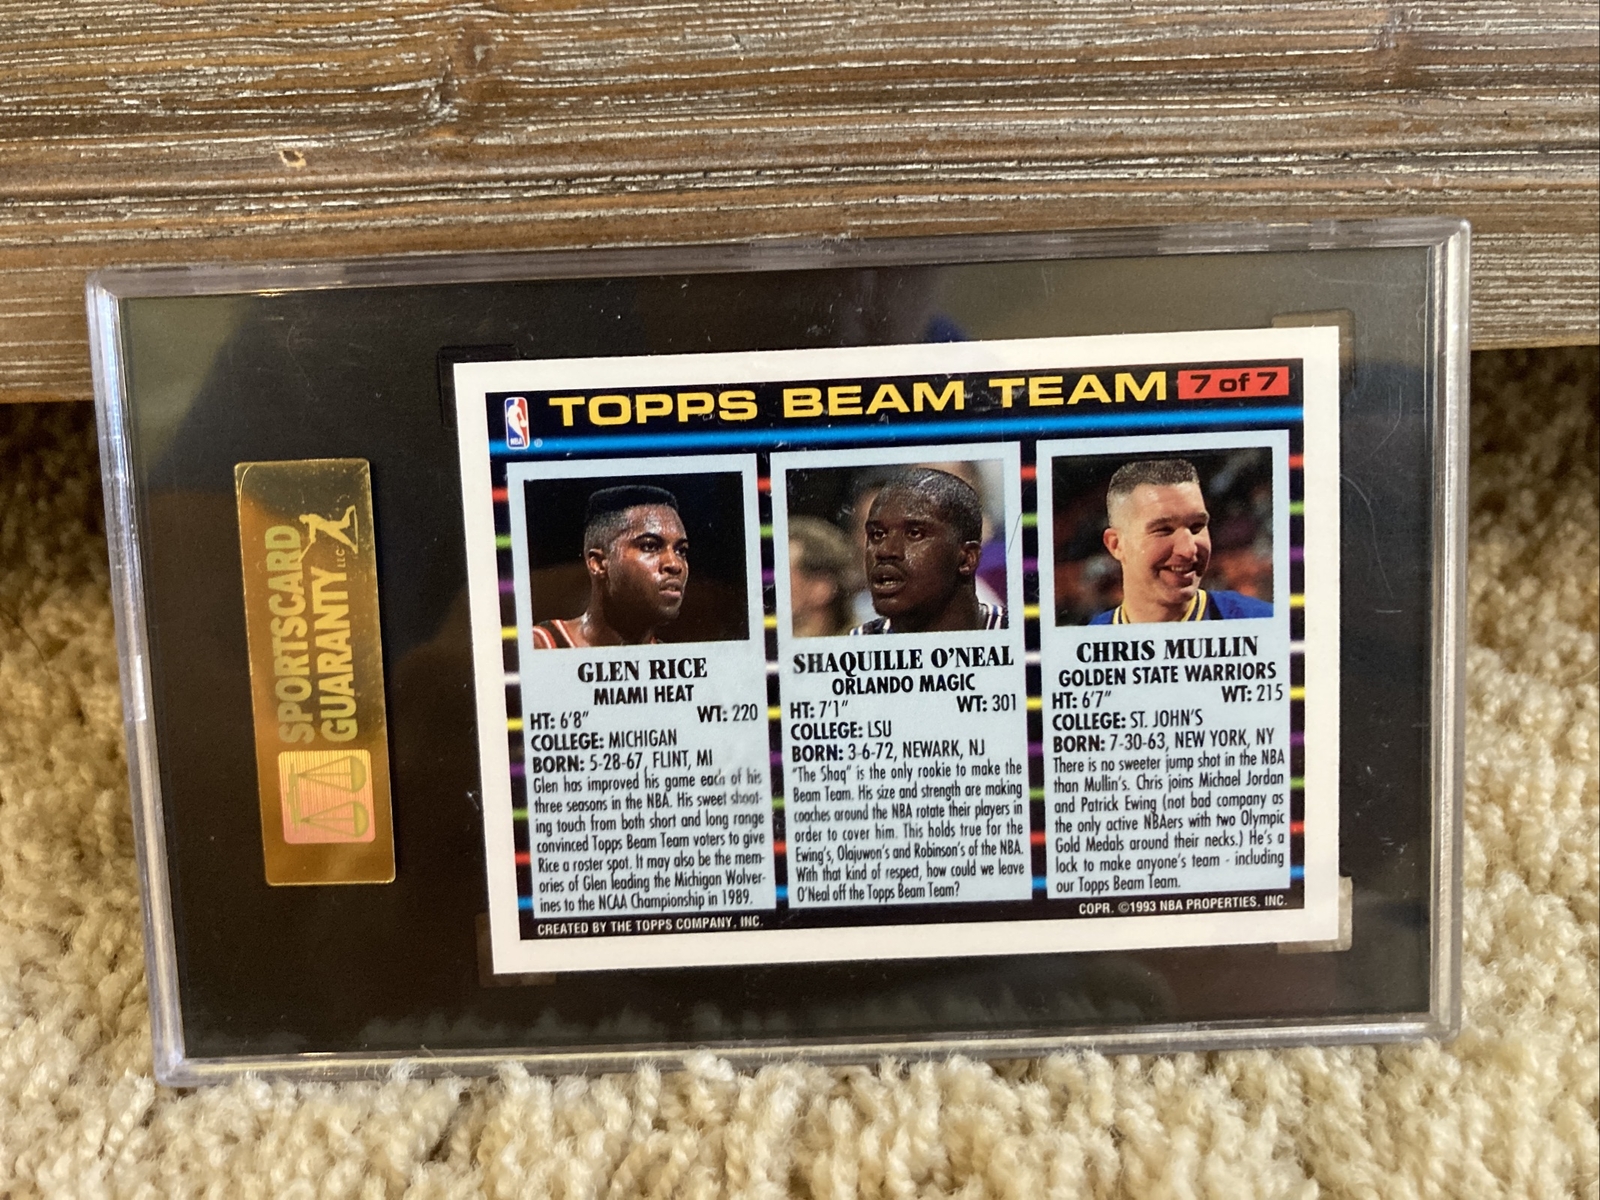 SPORTSCARD
GUARANTY LLC
TOPPS BEAM TEAM 7 of 7
NBA
GLEN RICE
MIAMI HEAT
HT: 6'8" WT: 220
COLLEGE: MICHIGAN
BORN: 5-28-67, FLINT, MI
Glen has improved his game each of his
three seasons in the NBA. His sweet shoot-
ing touch from both short and long range
convinced Topps Beam Team voters to give
Rice a roster spot. It may also be the mem-
ories of Glen leading the Michigan Wolver-
ines to the NCAA Championship in 1989.
SHAQUILLE O'NEAL
ORLANDO MAGIC
HT: 7'1" WT: 301
COLLEGE: LSU
BORN: 3-6-72, NEWARK, NJ
"The Shaq" is the only rookie to make the
Beam Team. His size and strength are making
coaches around the NBA rotate their players in
order to cover him. This holds true for the
Ewing's, Olajuwon's and Robinson's of the NBA.
With that kind of respect, how could we leave
O'Neal off the Topps Beam Team?
CHRIS MULLIN
GOLDEN STATE WARRIORS
HT: 6'7" WT: 215
COLLEGE: ST. JOHN'S
BORN: 7-30-63, NEW YORK, NY
There is no sweeter jump shot in the NBA
than Mullin's. Chris joins Michael Jordan
and Patrick Ewing (not bad company as
the only active NBAers with two Olympic
Gold Medals around their necks.) He's a
lock to make anyone's team - including
our Topps Beam Team.
CREATED BY THE TOPPS COMPANY, INC.
COPR. ©1993 NBA PROPERTIES, INC.